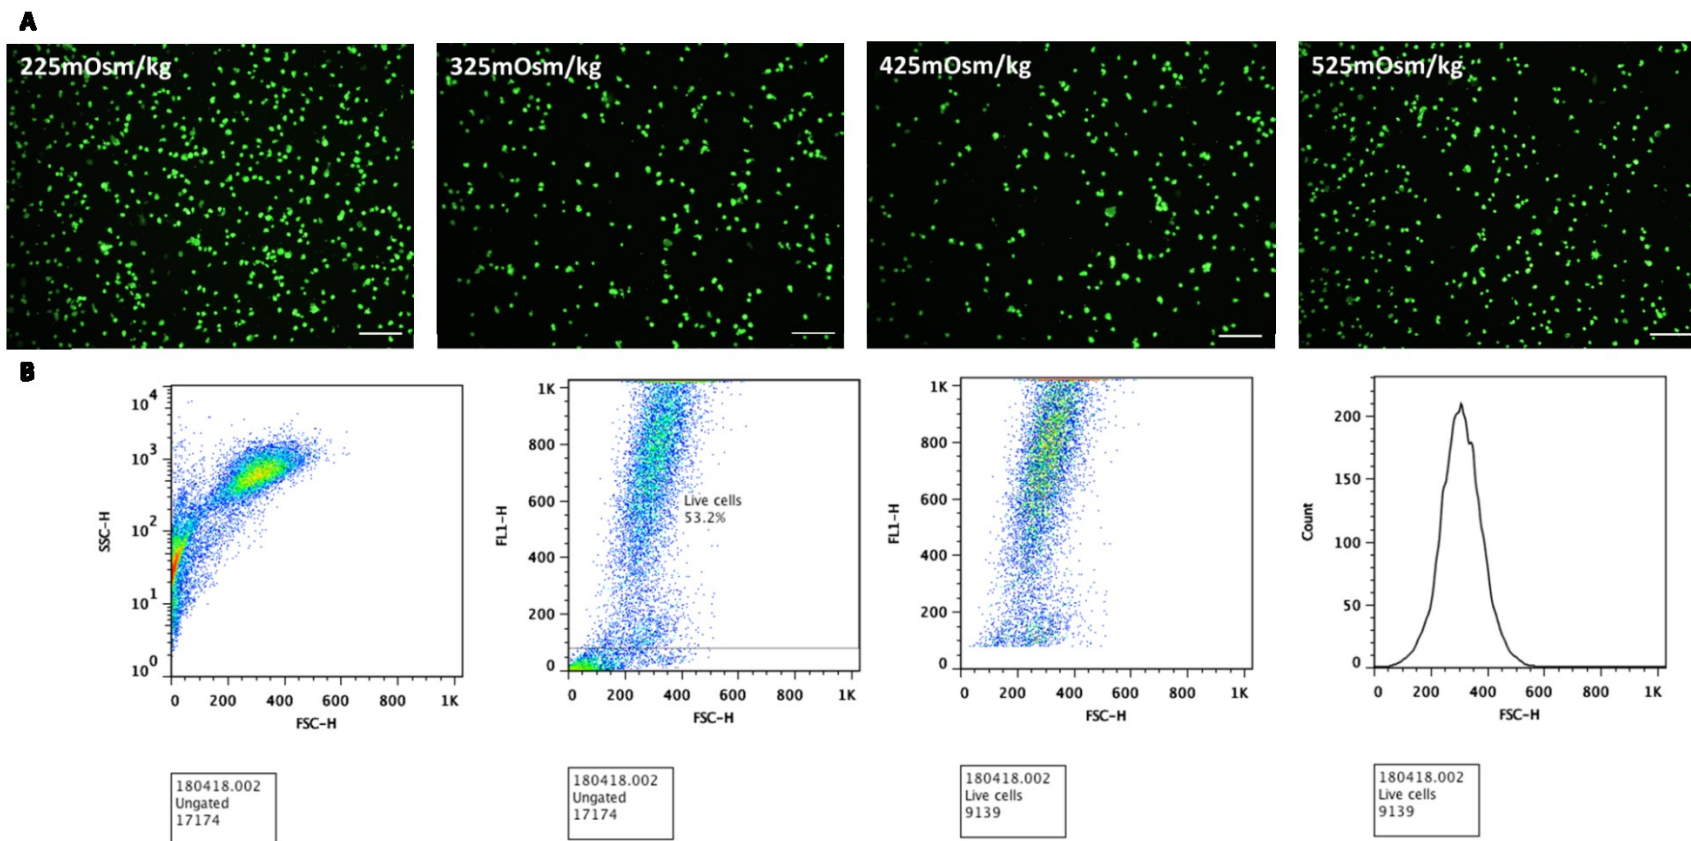 A
225mOsm/kg
325mOsm/kg
425mOsm/kg
525mOsm/kg
B
10^4
10^3
10^2
10^1
10^0
SSC-H
0 200 400 600 800 1K
FSC-H
180418.002
Ungated
17174
1K
800
600
400
200
0
FL1-H
Live cells
53.2%
0 200 400 600 800 1K
FSC-H
180418.002
Ungated
17174
1K
800
600
400
200
0
FL1-H
0 200 400 600 800 1K
FSC-H
180418.002
Live cells
9139
200
150
100
50
0
Count
0 200 400 600 800 1K
FSC-H
180418.002
Live cells
9139